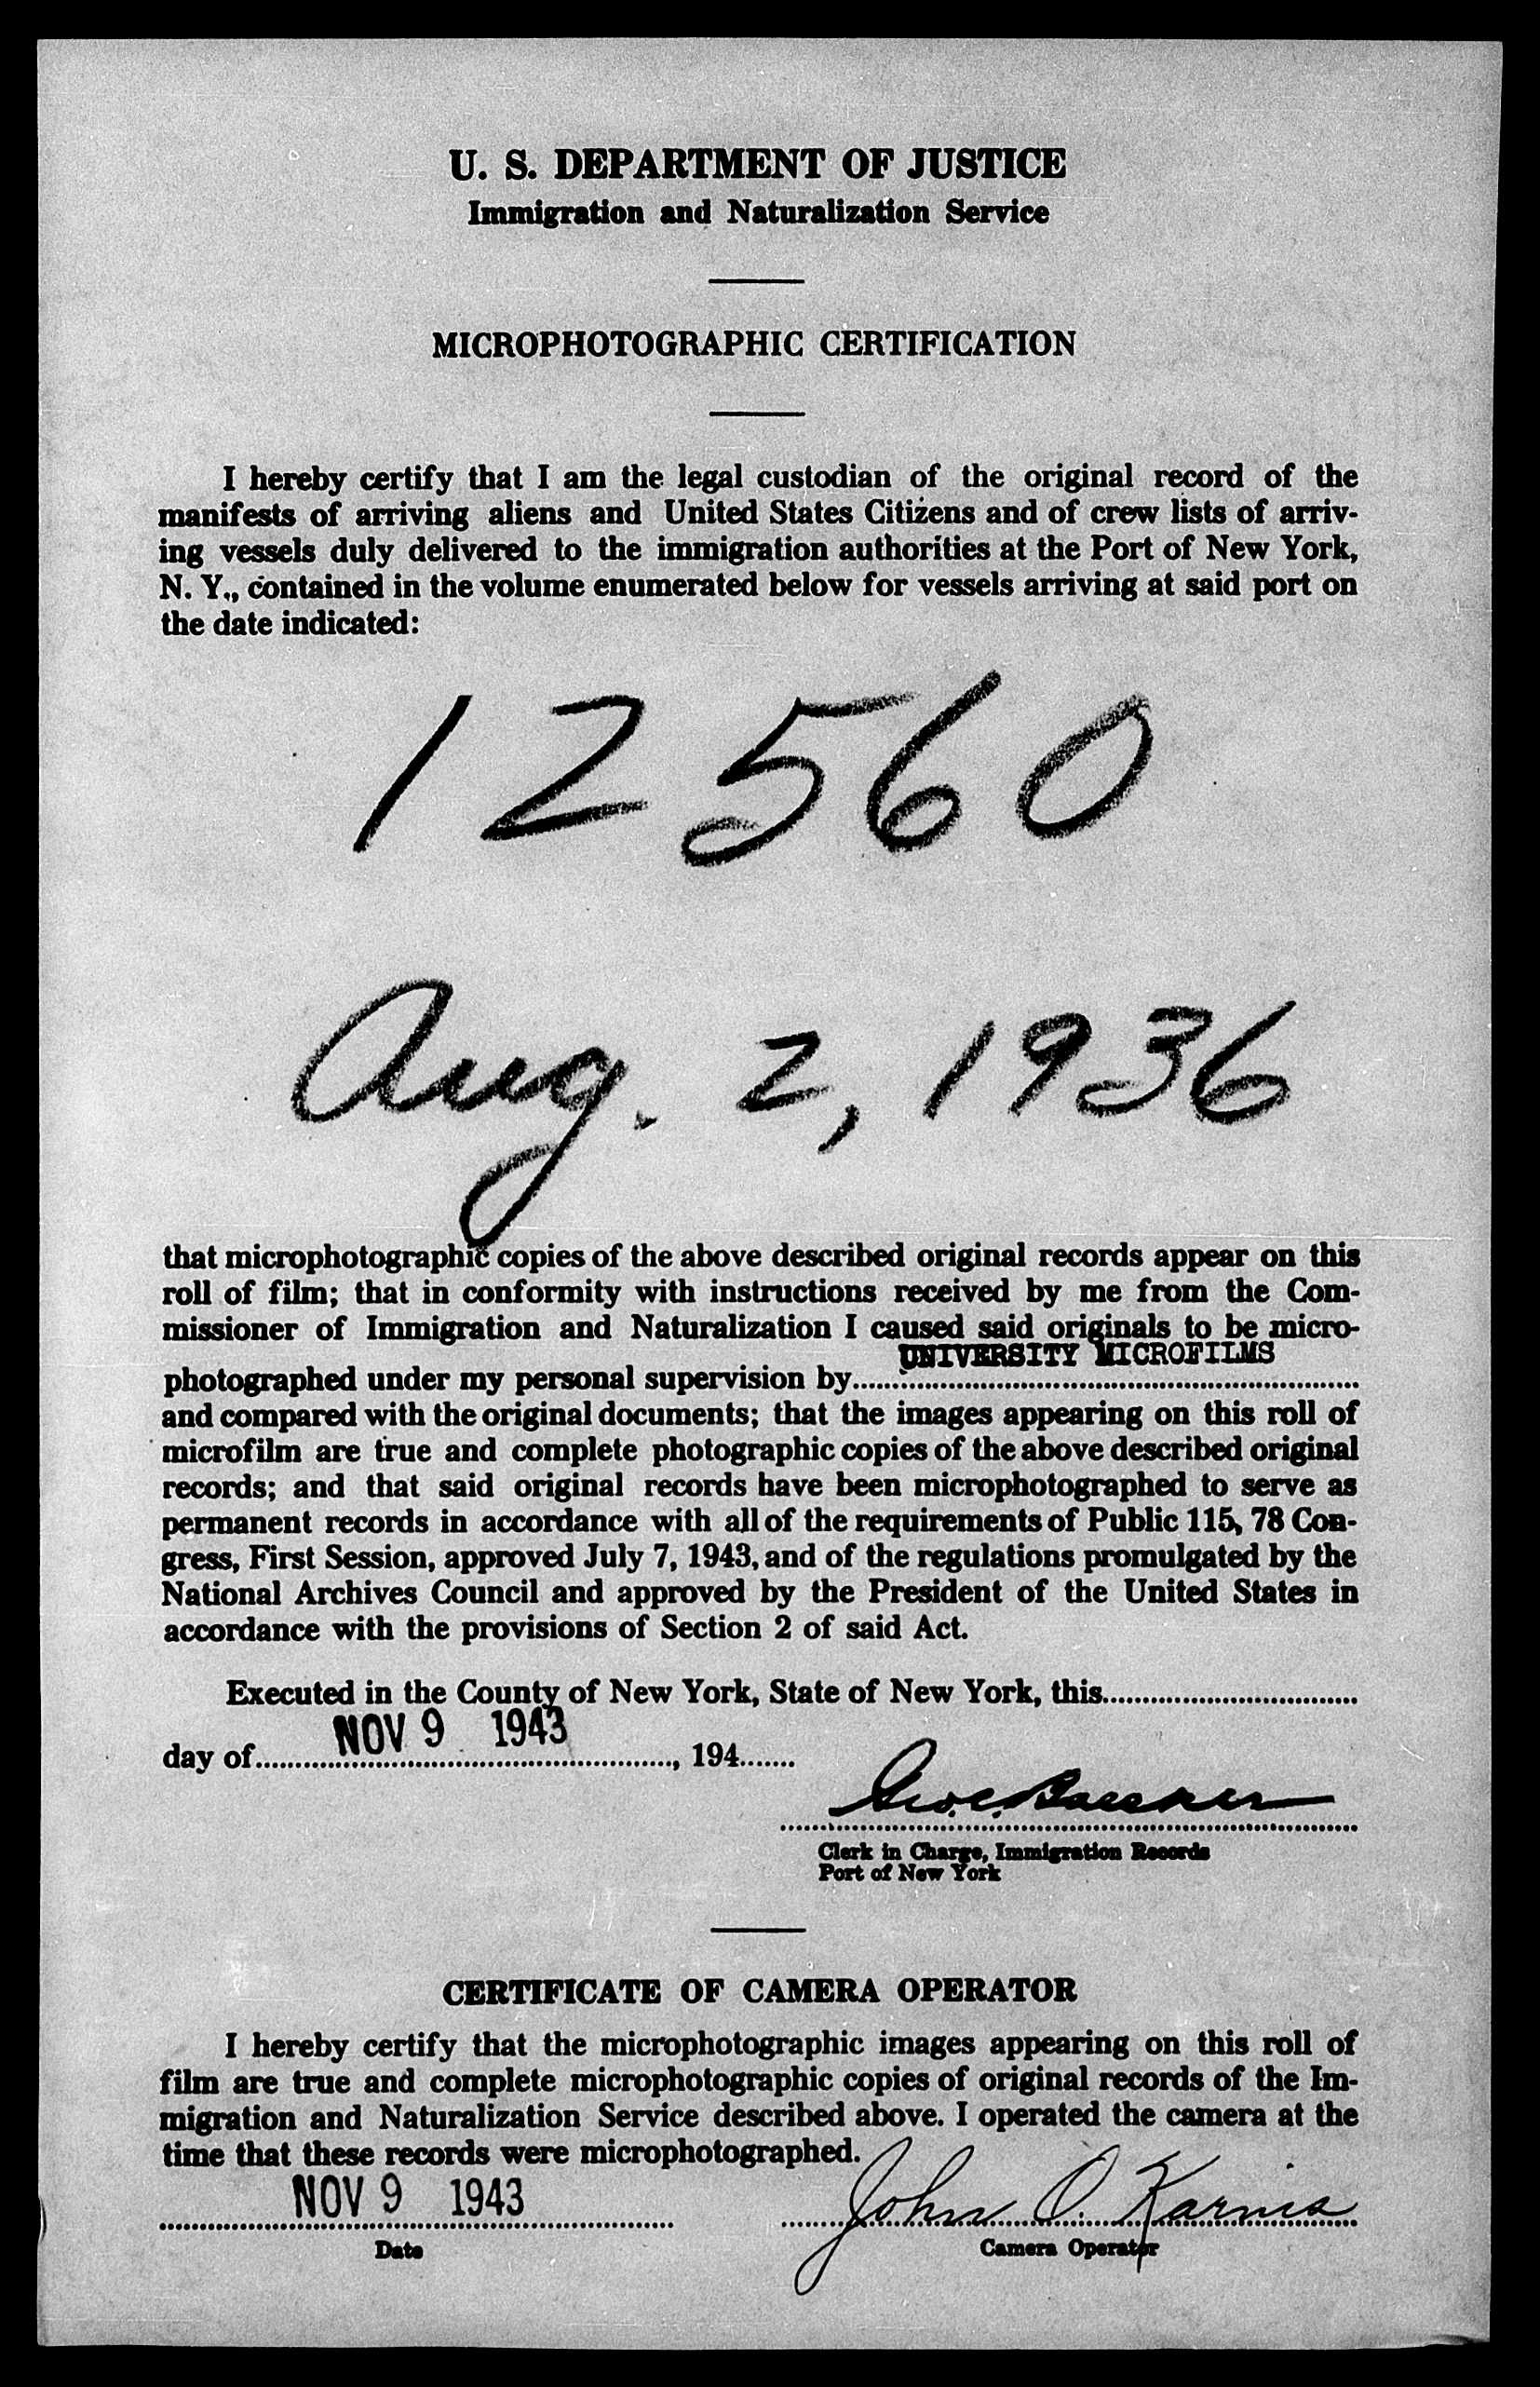 U. S. DEPARTMENT OF JUSTICE
Immigration and Naturalization Service
MICROPHOTOGRAPHIC CERTIFICATION
I hereby certify that I am the legal custodian of the original record of the
manifests of arriving aliens and United States Citizens and of crew lists of arriv-
ing vessels duly delivered to the immigration authorities at the Port of New York,
N. Y., contained in the volume enumerated below for vessels arriving at said port on
the date indicated:
12560
Aug. 2, 1936
that microphotographic copies of the above described original records appear on this
roll of film; that in conformity with instructions received by me from the Com-
missioner of Immigration and Naturalization I caused said originals to be micro-
UNIVERSITY MICROFILMS
photographed under my personal supervision by
and compared with the original documents; that the images appearing on this roll of
microfilm are true and complete photographic copies of the above described original
records; and that said original records have been microphotographed to serve as
permanent records in accordance with all of the requirements of Public 115, 78 Con-
gress, First Session, approved July 7, 1943, and of the regulations promulgated by the
National Archives Council and approved by the President of the United States in
accordance with the provisions of Section 2 of said Act.
Executed in the County of New York, State of New York, this
NOV 9 1943
day of , 194
Clerk in Charge, Immigration Records
Port of New York
CERTIFICATE OF CAMERA OPERATOR
I hereby certify that the microphotographic images appearing on this roll of
film are true and complete microphotographic copies of original records of the Im-
migration and Naturalization Service described above. I operated the camera at the
time that these records were microphotographed.
NOV 9 1943 John O. Karnis
Date Camera Operator